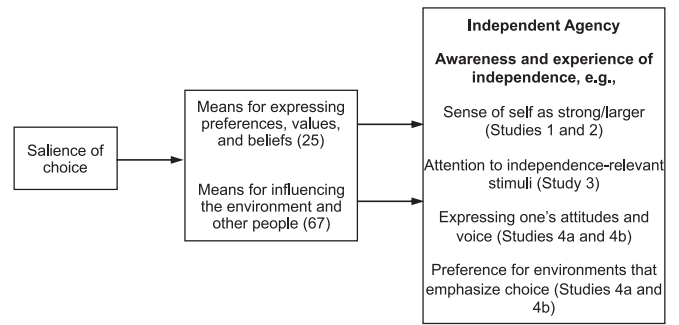 Salience of
choice
Means for expressing
preferences, values,
and beliefs (25)
Means for influencing
the environment and
other people (67)
Independent Agency
Awareness and experience of
independence, e.g.,
Sense of self as strong/larger
(Studies 1 and 2)
Attention to independence-relevant
stimuli (Study 3)
Expressing one's attitudes and
voice (Studies 4a and 4b)
Preference for environments that
emphasize choice (Studies 4a and
4b)